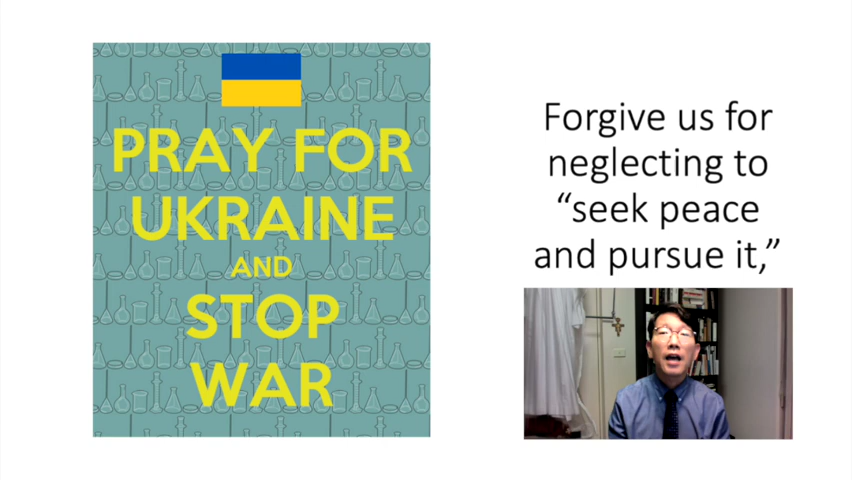 PRAY FOR
UKRAINE
AND
STOP
WAR
Forgive us for
neglecting to
“seek peace
and pursue it,”